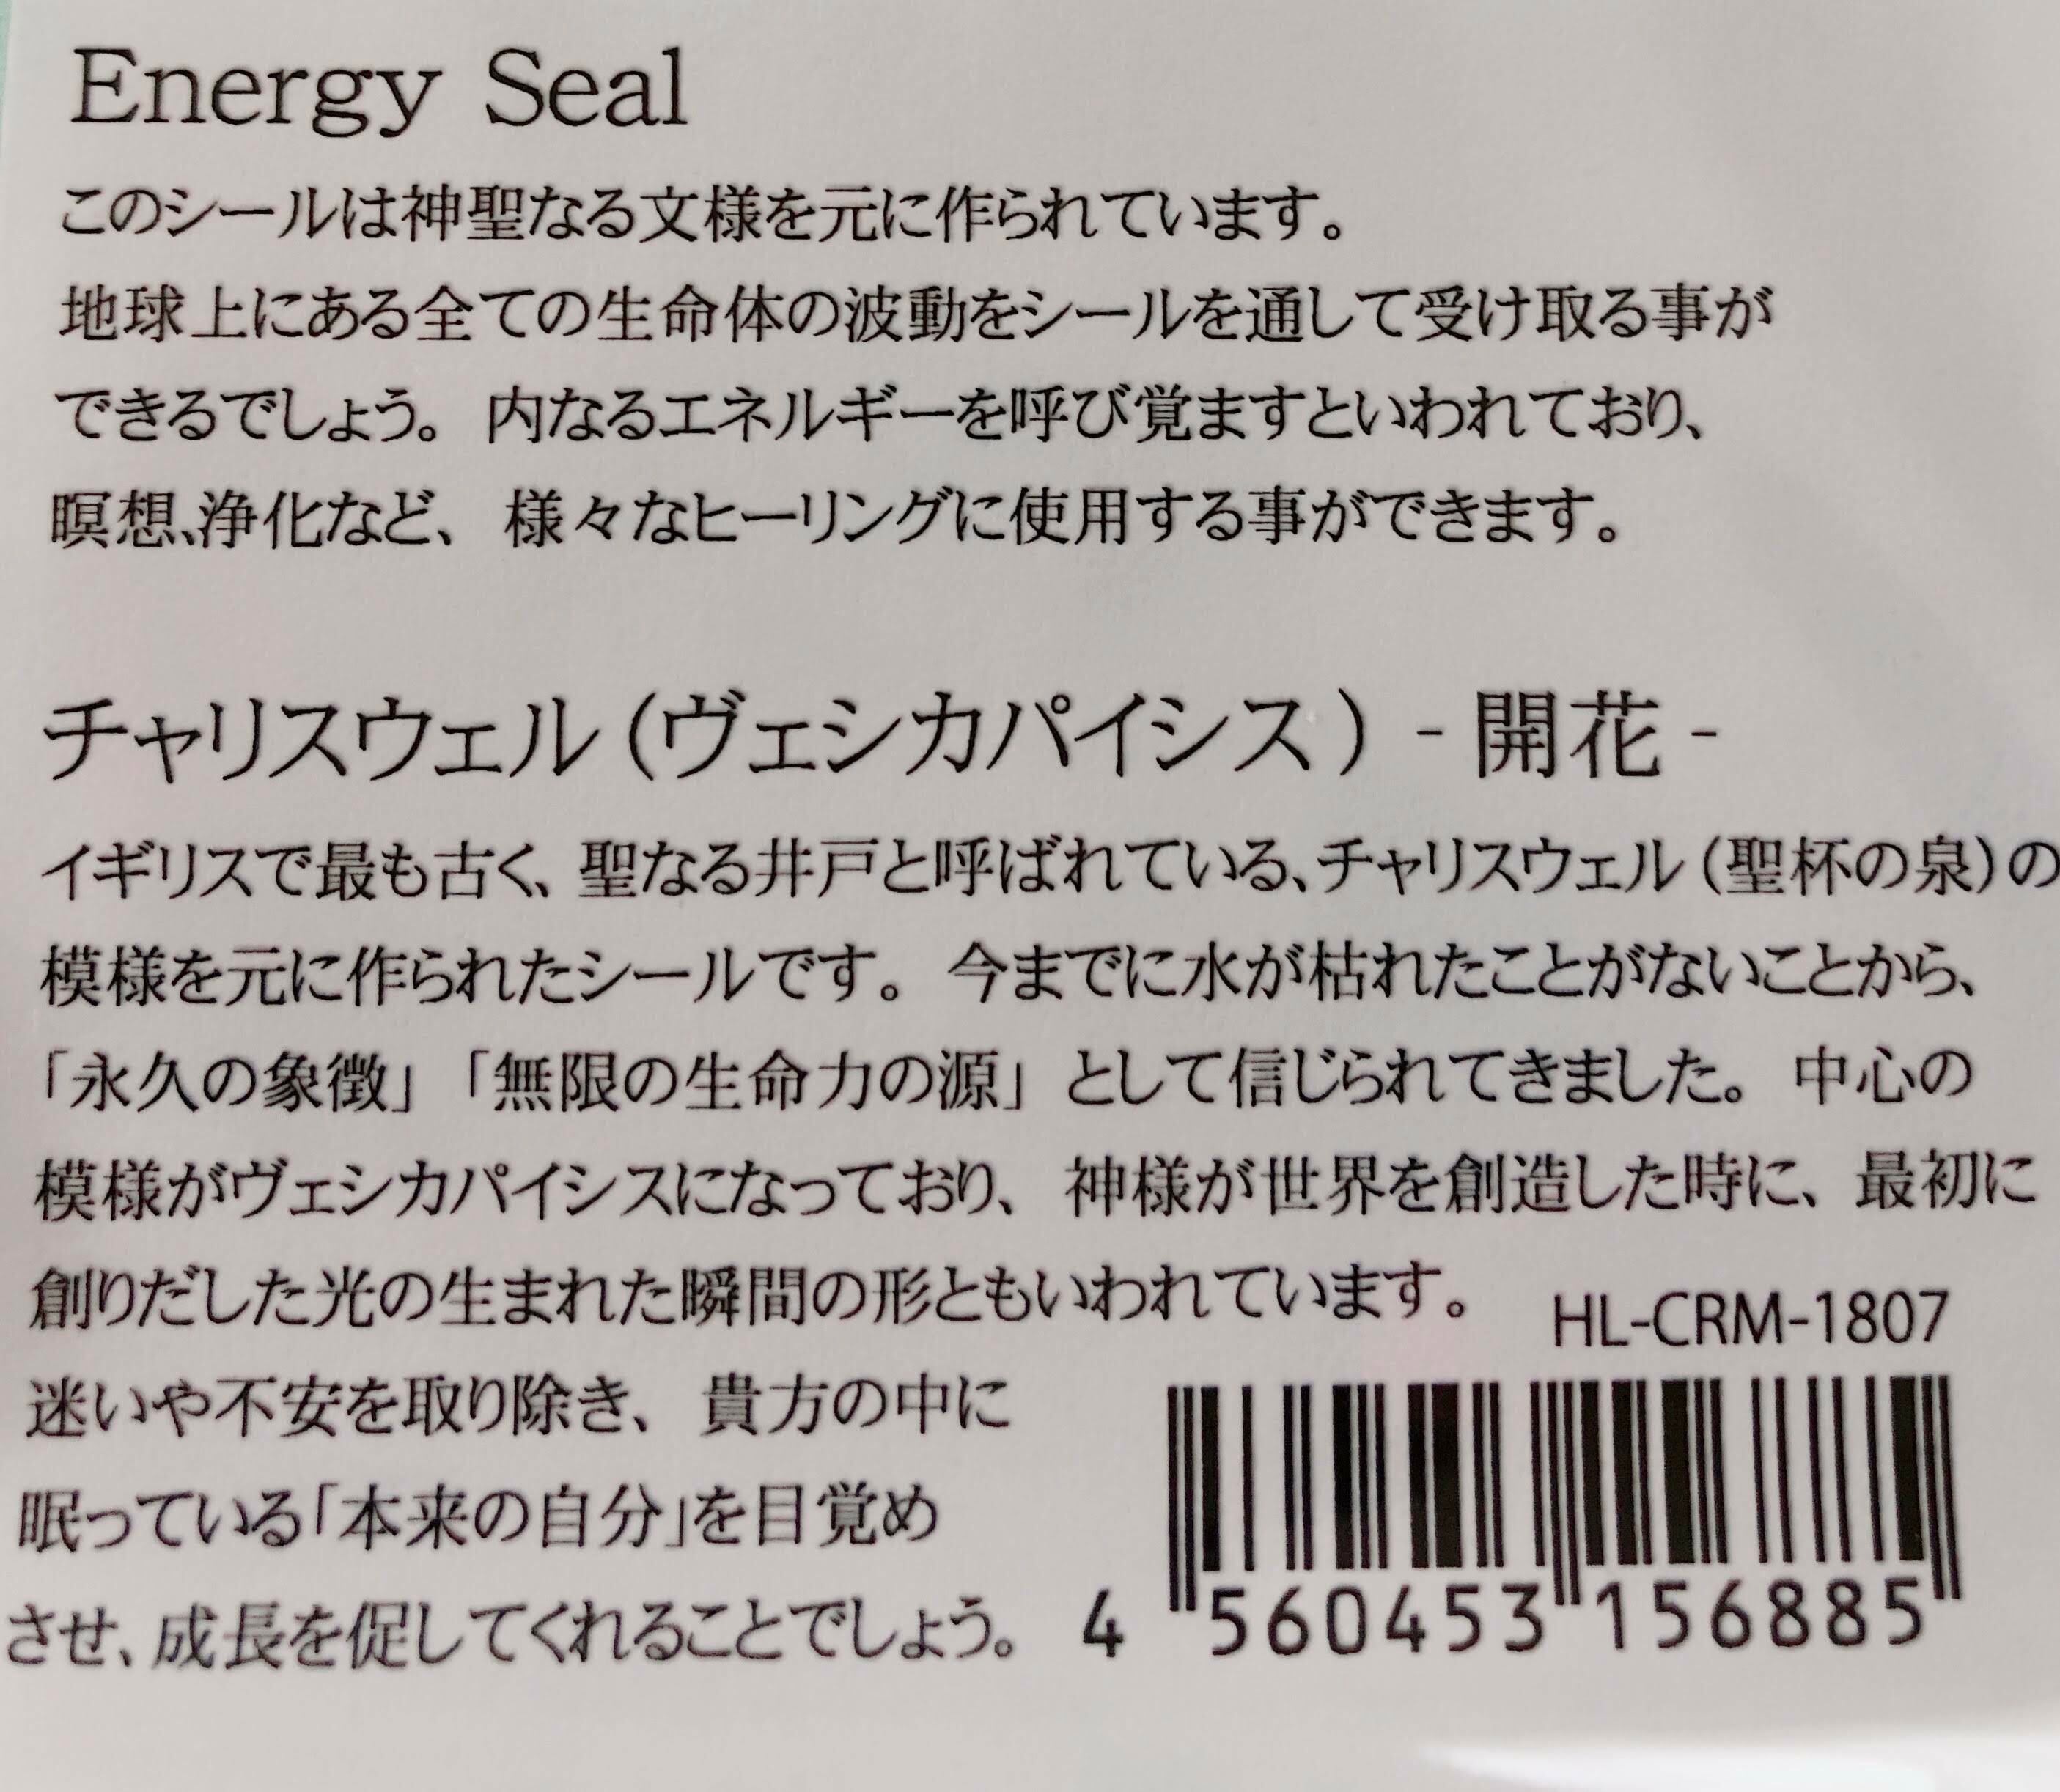 Energy Seal
このシールは神聖なる文様を元に作られています。
地球上にある全ての生命体の波動をシールを通して受け取る事が
できるでしょう。内なるエネルギーを呼び覚ますといわれており、
瞑想、浄化など、様々なヒーリングに使用する事ができます。
チャリスウェル(ヴェシカパイシス) - 開花 -
イギリスで最も古く、聖なる井戸と呼ばれている、チャリスウェル(聖杯の泉)の
模様を元に作られたシールです。今までに水が枯れたことがないことから、
「永久の象徴」「無限の生命力の源」として信じられてきました。中心の
模様がヴェシカパイシスになっており、神様が世界を創造した時に、最初に
創りだした光の生まれた瞬間の形ともいわれています。
迷いや不安を取り除き、貴方の中に
眠っている「本来の自分」を目覚め
させ、成長を促してくれることでしょう。
HL-CRM-1807
4 560453 156885